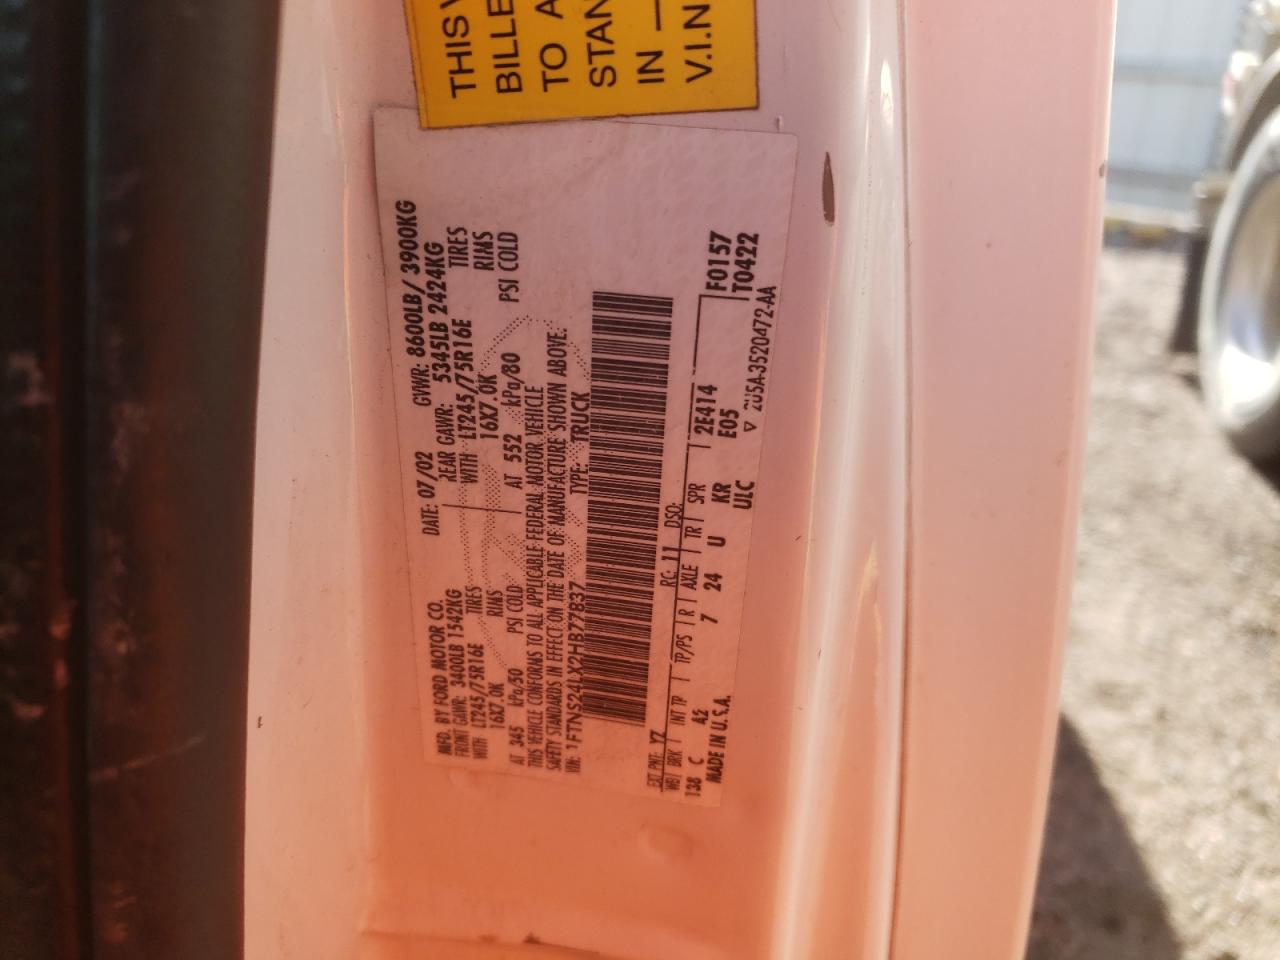 THIS V
BILLE
TO A
STAN
IN —
V.I.N
MFD. BY FORD MOTOR CO. DATE: 07/02 GVWR: 8600LB/ 3900KG
FRONT GAWR: 3400LB 1542KG REAR GAWR: 5345LB 2424KG
WITH LT245/75R16E TIRES WITH LT245/75R16E TIRES
16X7.0K RIMS 16X7.0K RIMS
AT 345 kPa/50 PSI COLD AT 552 kPa/80 PSI COLD
THIS VEHICLE CONFORMS TO ALL APPLICABLE FEDERAL MOTOR VEHICLE
SAFETY STANDARDS IN EFFECT ON THE DATE OF MANUFACTURE SHOWN ABOVE.
VIN: 1FTNS24LX2HB77837 TYPE: TRUCK
EXT PNT: YZ RC: 11 DSO:
WB BRK INT TR TP/PS R AXLE TR SPR 2E414 F0157
138 C 42 7 24 U KR E05 T0422
MADE IN U.S.A. ULC ▽ 2U5A-3520472-AA